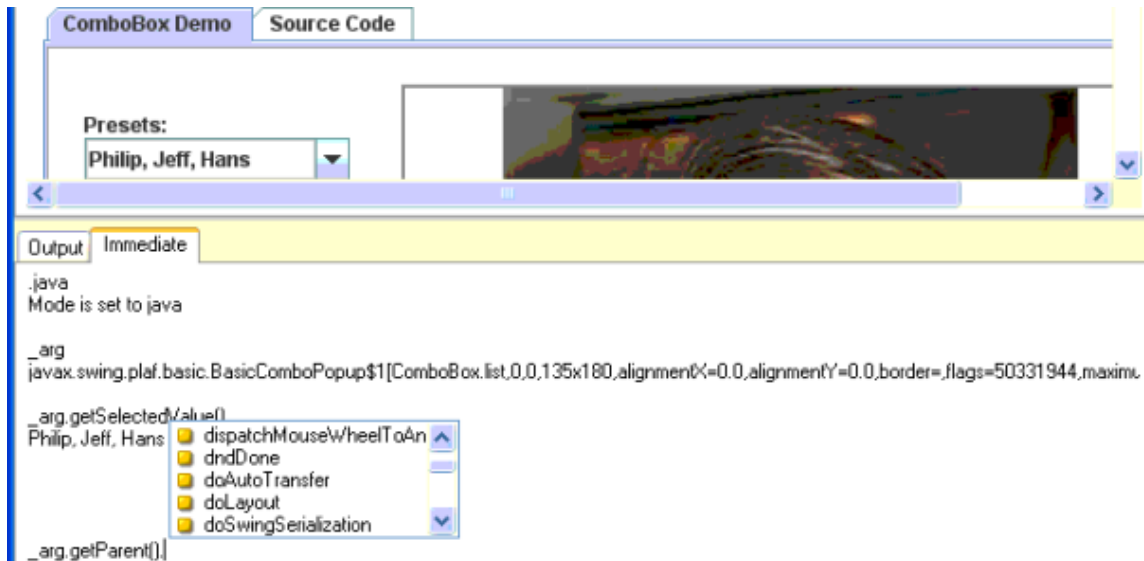 ComboBox Demo Source Code
Presets:
Philip, Jeff, Hans
Output Immediate
.java
Mode is set to java
_arg
javax.swing.plaf.basic.BasicComboPopup$1[ComboBox.list,0,0,135x180,alignmentX=0.0,alignmentY=0.0,border=,flags=50331944,maximu
_arg.getSelectedValue()
Philip, Jeff, Hans
dispatchMouseWheelToAn
dndDone
doAutoTransfer
doLayout
doSwingSerialization
_arg.getParent().